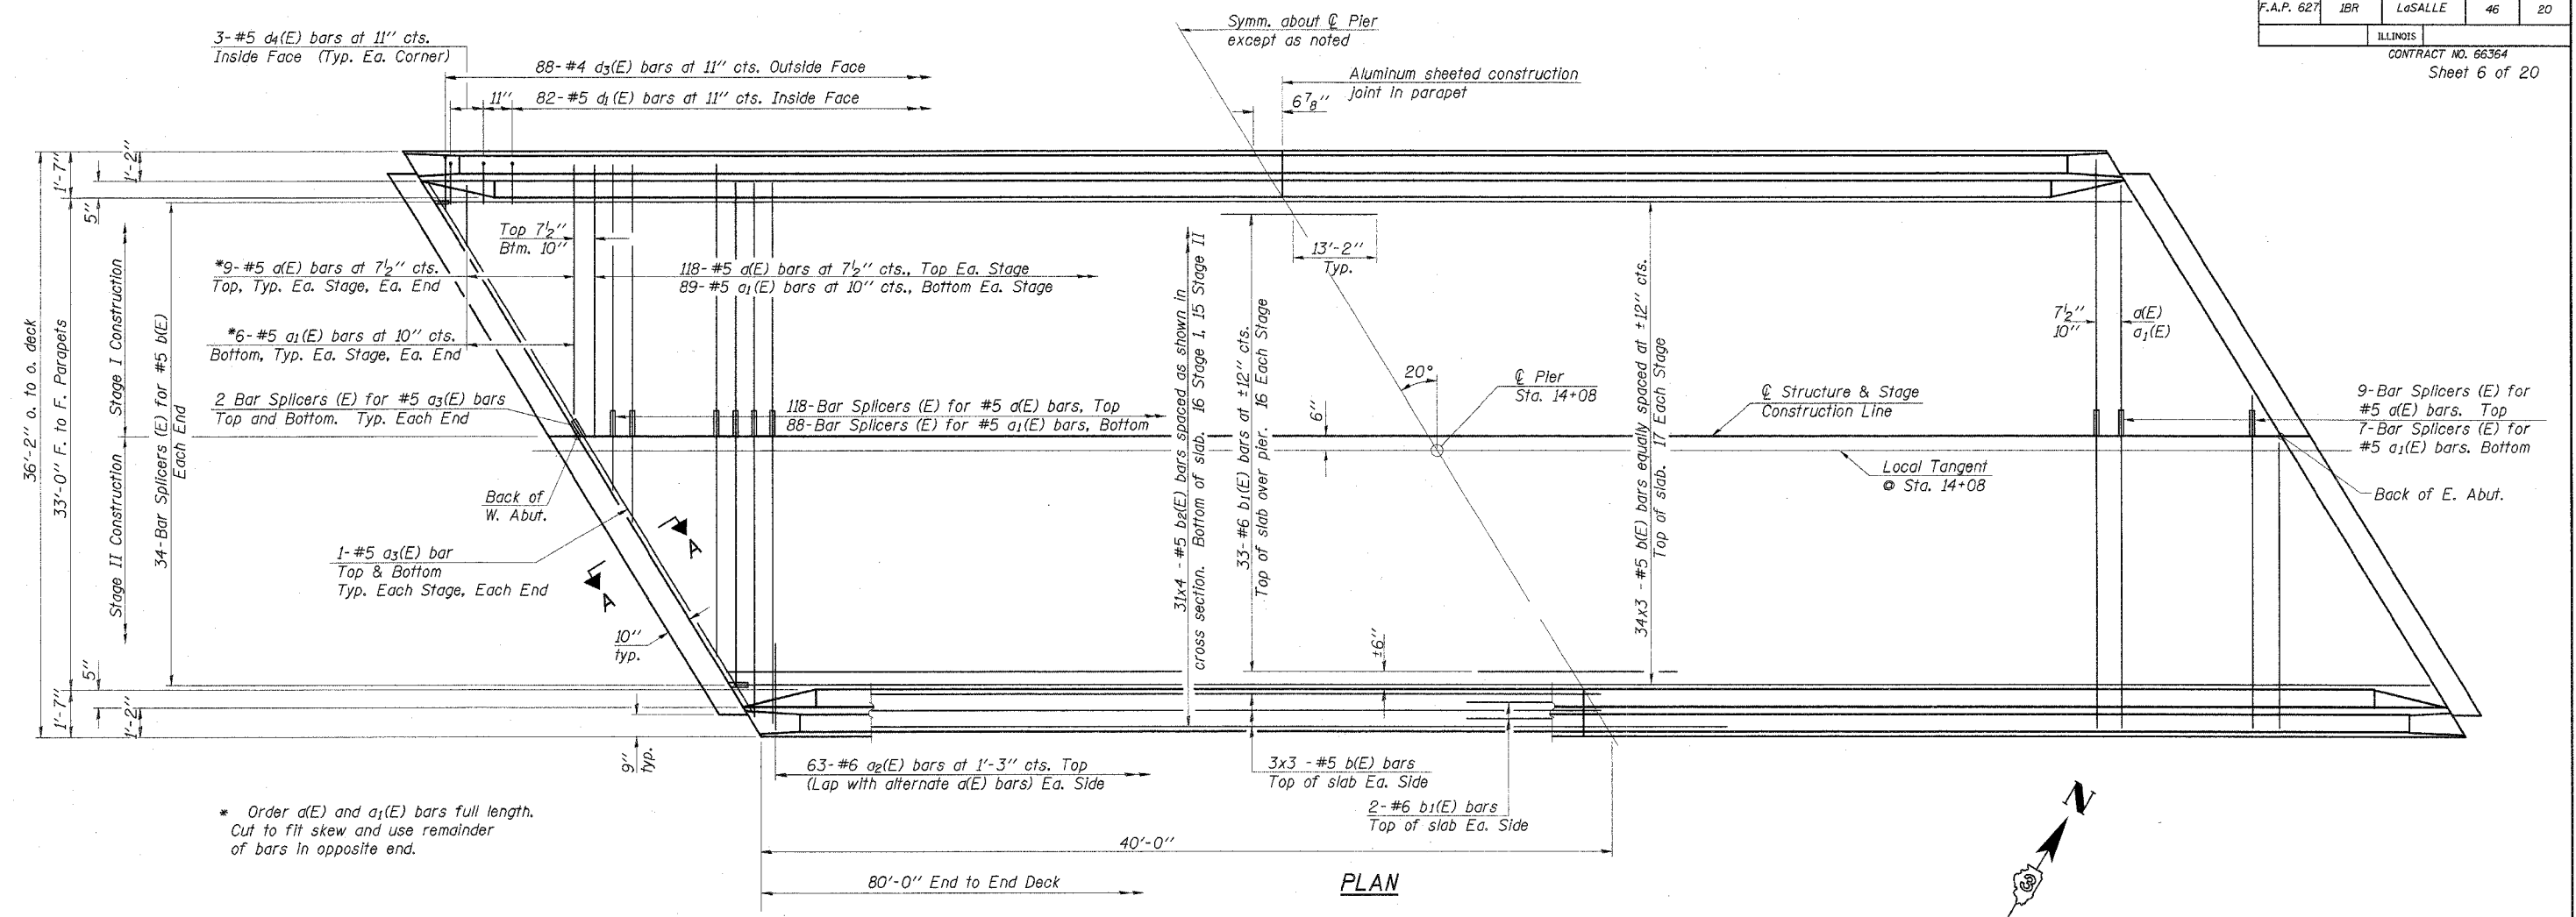 F.A.P. 627 1BR LaSALLE 46 20
ILLINOIS
CONTRACT NO. 66364
Sheet 6 of 20
Symm. about ℄ Pier
except as noted
3-#5 d4(E) bars at 11" cts.
Inside Face (Typ. Ea. Corner)
88-#4 d3(E) bars at 11" cts. Outside Face
11"
82-#5 d1(E) bars at 11" cts. Inside Face
Aluminum sheeted construction
joint in parapet
6 7/8"
1'-7"
1'-2"
5"
36'-2" o. to o. deck
33'-0" F. to F. Parapets
Stage II Construction
Stage I Construction
34-Bar Splicers (E) for #5 b(E)
Each End
Top 7 1/2"
Btm. 10"
*9-#5 a(E) bars at 7 1/2" cts.
Top, Typ. Ea. Stage, Ea. End
118-#5 a(E) bars at 7 1/2" cts., Top Ea. Stage
89-#5 a1(E) bars at 10" cts., Bottom Ea. Stage
*6-#5 a1(E) bars at 10" cts.
Bottom, Typ. Ea. Stage, Ea. End
2 Bar Splicers (E) for #5 a3(E) bars
Top and Bottom. Typ. Each End
118-Bar Splicers (E) for #5 a(E) bars, Top
88-Bar Splicers (E) for #5 a1(E) bars, Bottom
31x4 - #5 b2(E) bars spaced as shown in
cross section. Bottom of slab. 16 Stage 1, 15 Stage II
33-#6 b1(E) bars at ±12" cts.
Top of slab over pier. 16 Each Stage
13'-2"
Typ.
34x3 - #5 b(E) bars equally spaced at ±12" cts.
Top of slab. 17 Each Stage
20°
℄ Pier
Sta. 14+08
6"
℄ Structure & Stage
Construction Line
Local Tangent
@ Sta. 14+08
7 1/2"
10"
a(E)
a1(E)
9-Bar Splicers (E) for
#5 a(E) bars. Top
7-Bar Splicers (E) for
#5 a1(E) bars. Bottom
Back of E. Abut.
Back of
W. Abut.
A
A
1-#5 a3(E) bar
Top & Bottom
Typ. Each Stage, Each End
10"
typ.
±6"
5"
1'-7"
1'-2"
9"
typ.
63-#6 a2(E) bars at 1'-3" cts. Top
(Lap with alternate a(E) bars) Ea. Side
3x3 -#5 b(E) bars
Top of slab Ea. Side
2-#6 b1(E) bars
Top of slab Ea. Side
* Order a(E) and a1(E) bars full length.
Cut to fit skew and use remainder
of bars in opposite end.
40'-0"
80'-0" End to End Deck
PLAN
N
3